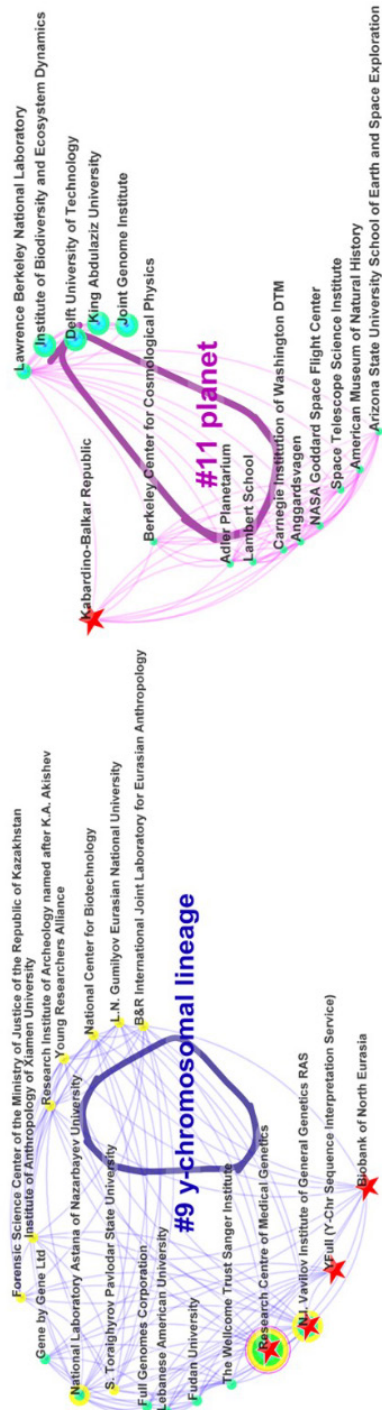 Lawrence Berkeley National Laboratory
Institute of Biodiversity and Ecosystem Dynamics
Delft University of Technology
King Abdulaziz University
Joint Genome Institute
Kabardino-Balkar Republic
Berkeley Center for Cosmological Physics
#11 planet
Adler Planetarium
Lambert School
Carnegie Institution of Washington DTM
Anggardsvagen
NASA Goddard Space Flight Center
Space Telescope Science Institute
American Museum of Natural History
Arizona State University School of Earth and Space Exploration
Forensic Science Center of the Ministry of Justice of the Republic of Kazakhstan
Institute of Anthropology of Xiamen University
Gene by Gene Ltd
Research Institute of Archeology named after K.A. Akishev
Young Researchers Alliance
National Laboratory Astana of Nazarbayev University
National Center for Biotechnology
S. Toraighyrov Pavlodar State University
L.N. Gumilyov Eurasian National University
B&R International Joint Laboratory for Eurasian Anthropology
Full Genomes Corporation
Lebanese American University
#9 y-chromosomal lineage
Fudan University
The Wellcome Trust Sanger Institute
Research Centre of Medical Genetics
N.I. Vavilov Institute of General Genetics RAS
YFull (Y-Chr Sequence Interpretation Service)
Biobank of North Eurasia